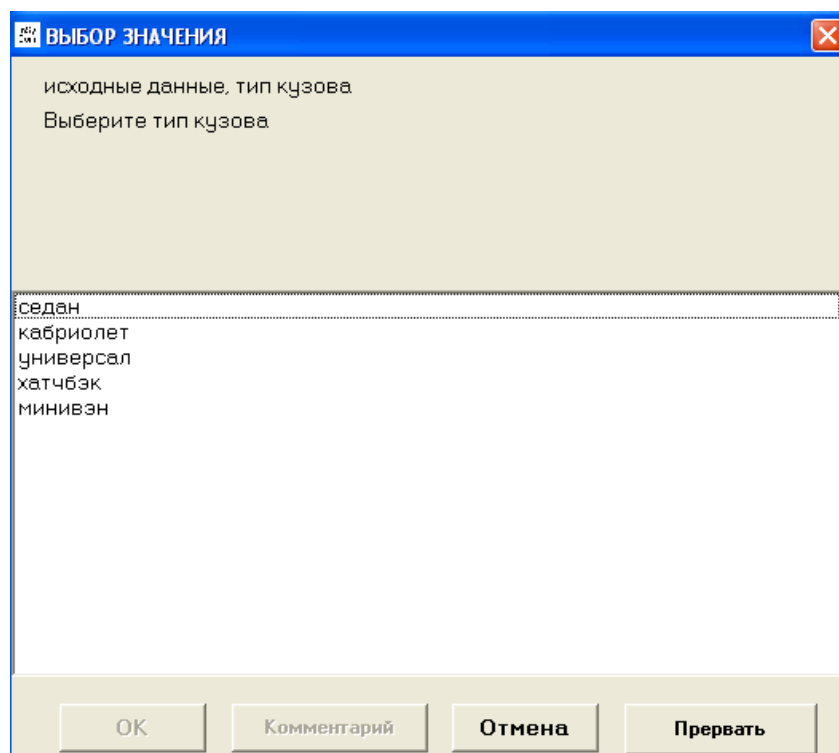 ВЫБОР ЗНАЧЕНИЯ
исходные данные, тип кузова
Выберите тип кузова
седан
кабриолет
универсал
хатчбэк
минивэн
OK Комментарий Отмена Прервать